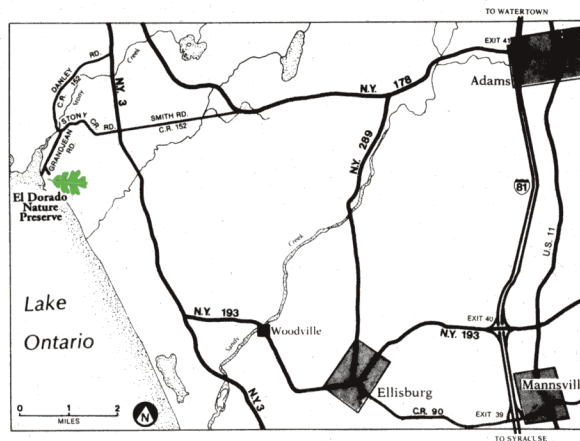 TO WATERTOWN
EXIT 41
Adams
N.Y. 178
DANLEY RD.
C.R. 152
Stony
Creek
N.Y. 3
STONY CR. RD.
SMITH RD.
C.R. 152
GRANDJEAN RD.
N.Y. 289
81
U.S. 11
El Dorado
Nature
Preserve
Creek
Lake
Ontario
N.Y. 193
Woodville
Sandy
EXIT 40
N.Y. 193
Ellisburg
Mannsvill
N.Y. 3
C.R. 90
EXIT 39
0 1 2
MILES
N
TO SYRACUSE